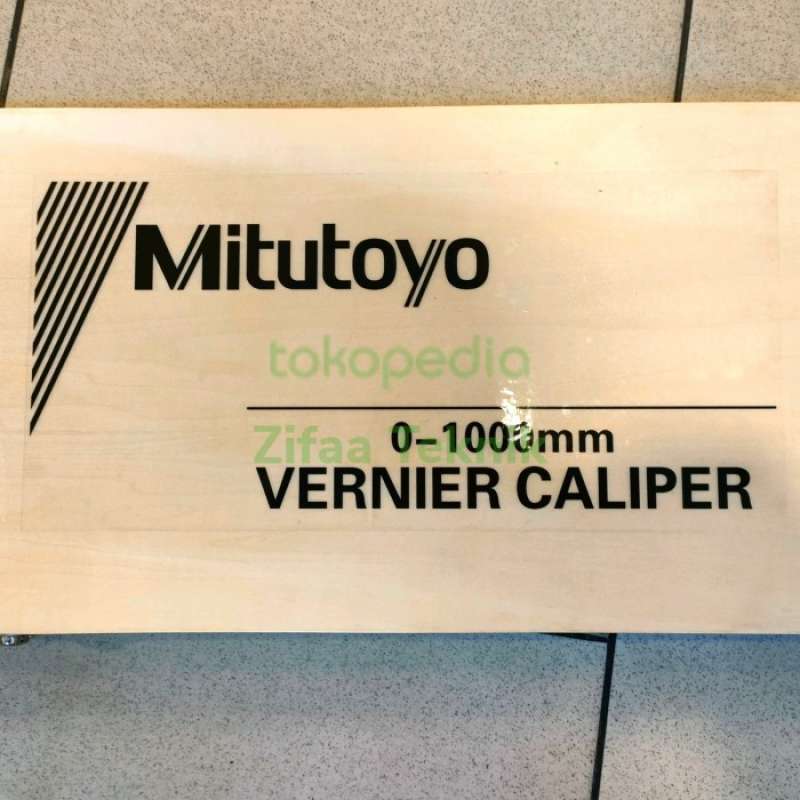 Mitutoyo
tokopedia
0-1000mm
Zifaa Teknik
VERNIER CALIPER